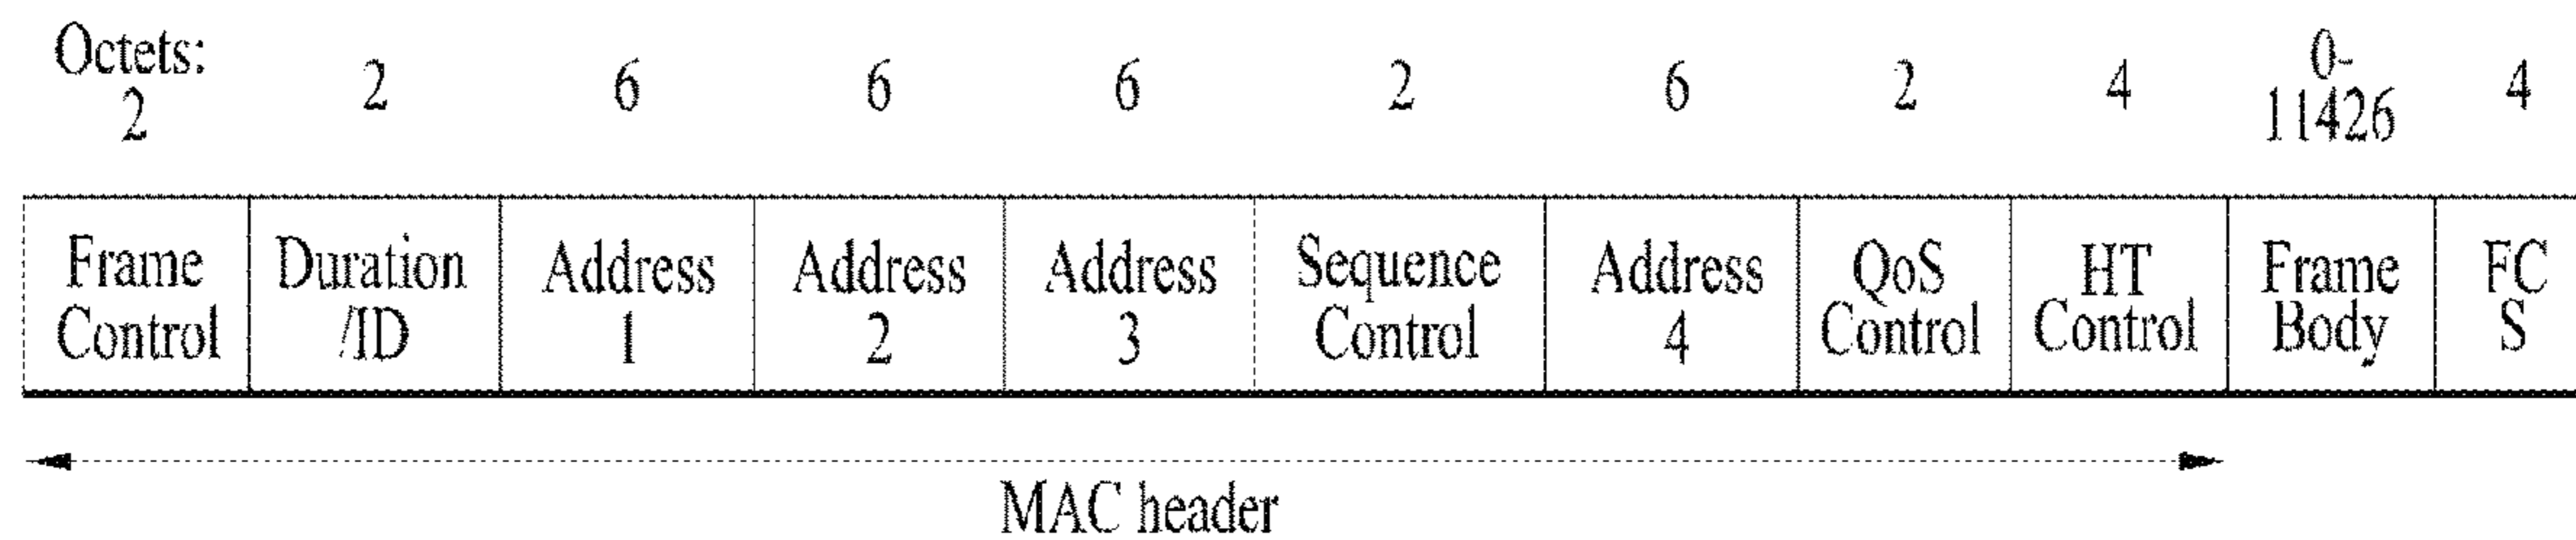 Octets:
2 2 6 6 6 2 6 2 4 0-11426 4
Frame Control
Duration /ID
Address 1
Address 2
Address 3
Sequence Control
Address 4
QoS Control
HT Control
Frame Body
FC S
MAC header